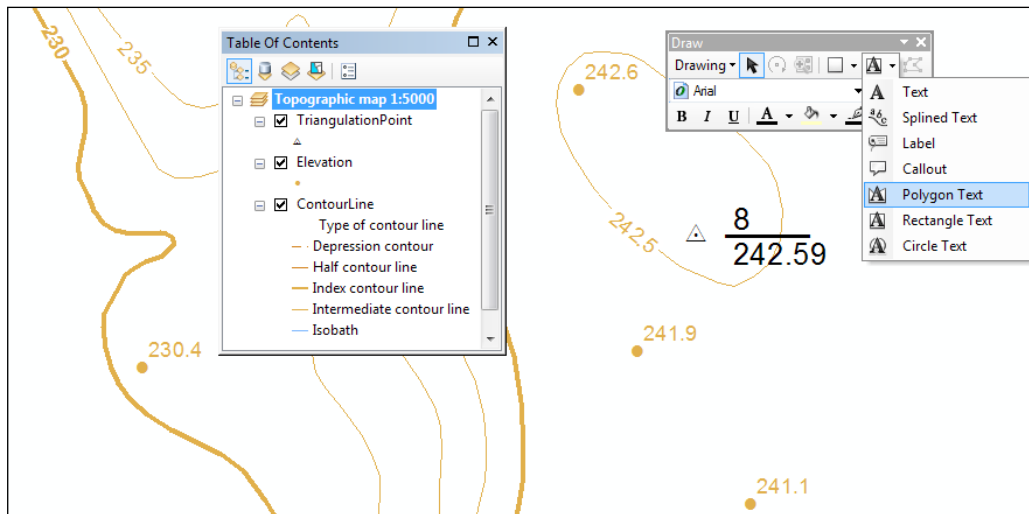 230
235
Table Of Contents
Topographic map 1:5000
TriangulationPoint
Elevation
ContourLine
Type of contour line
Depression contour
Half contour line
Index contour line
Intermediate contour line
Isobath
230.4
242.6
242.5
8
242.59
241.9
241.1
Draw
Drawing
Arial
B I U A
A Text
Splined Text
Label
Callout
Polygon Text
Rectangle Text
Circle Text